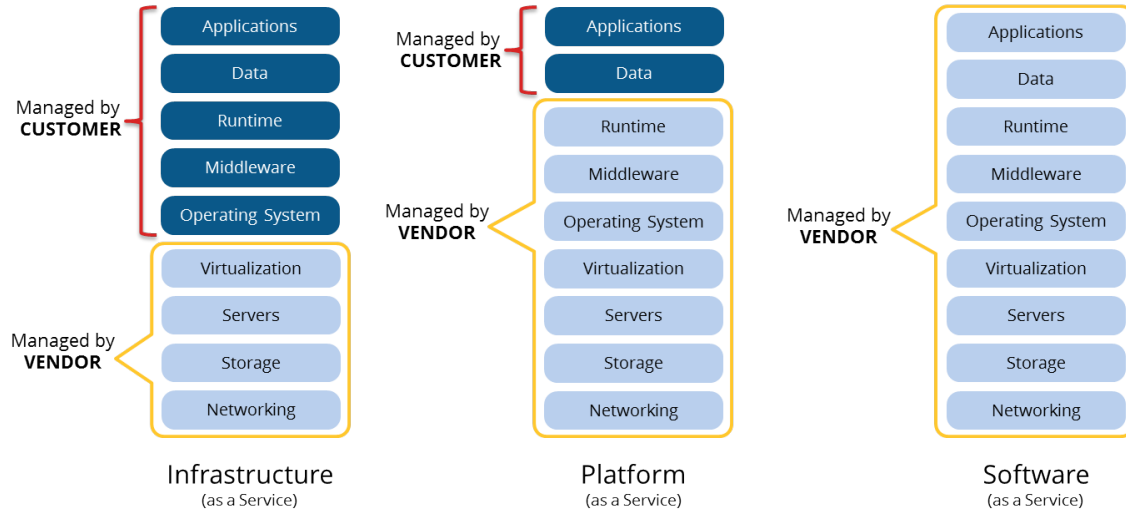 Managed by
CUSTOMER
Applications
Data
Runtime
Middleware
Operating System
Managed by
VENDOR
Virtualization
Servers
Storage
Networking
Infrastructure
(as a Service)
Managed by
CUSTOMER
Applications
Data
Managed by
VENDOR
Runtime
Middleware
Operating System
Virtualization
Servers
Storage
Networking
Platform
(as a Service)
Managed by
VENDOR
Applications
Data
Runtime
Middleware
Operating System
Virtualization
Servers
Storage
Networking
Software
(as a Service)